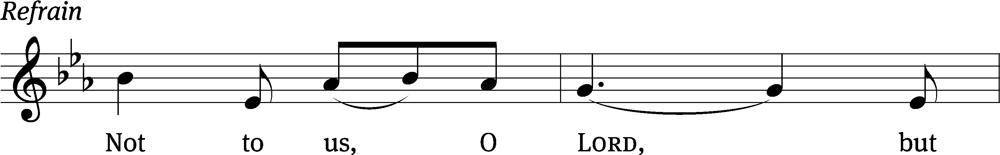 Refrain
Not to us, O LORD, but